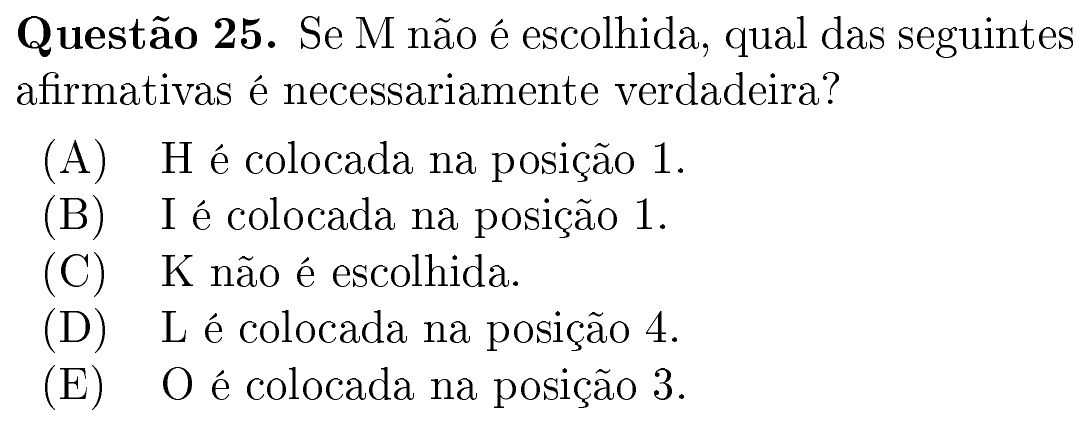 Questão 25. Se M não é escolhida, qual das seguintes
afirmativas é necessariamente verdadeira?
(A) H é colocada na posição 1.
(B) I é colocada na posição 1.
(C) K não é escolhida.
(D) L é colocada na posição 4.
(E) O é colocada na posição 3.